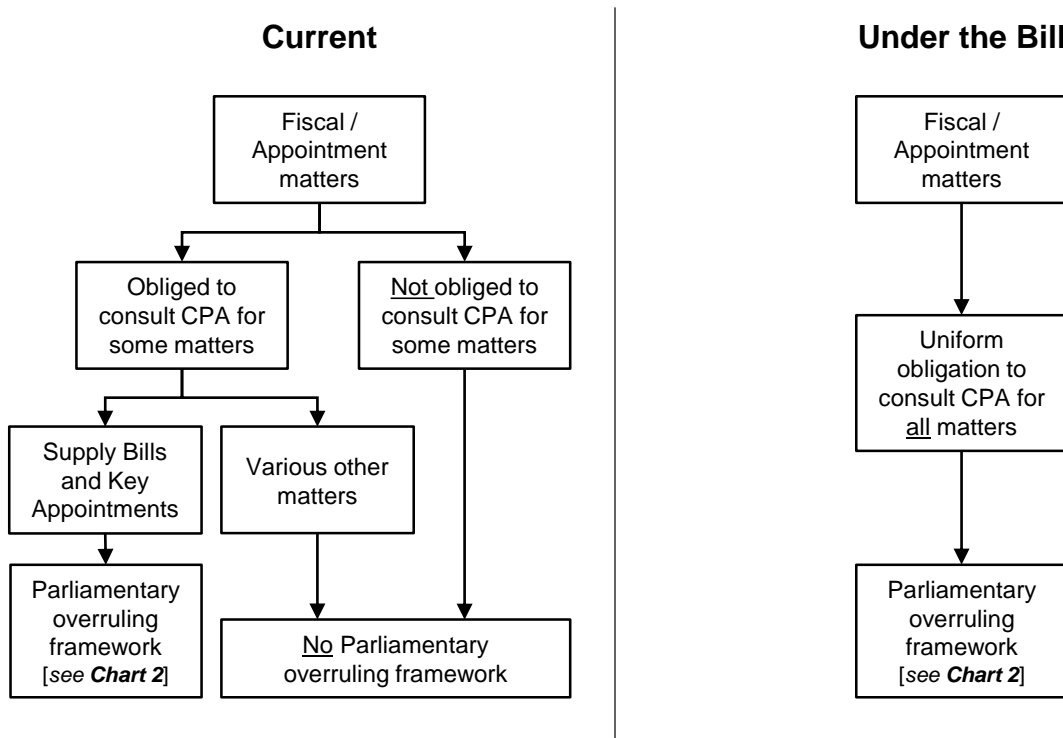 Current
Fiscal /
Appointment
matters
Obliged to
consult CPA for
some matters
Not obliged to
consult CPA for
some matters
Supply Bills
and Key
Appointments
Various other
matters
Parliamentary
overruling
framework
[see Chart 2]
No Parliamentary
overruling framework
Under the Bill
Fiscal /
Appointment
matters
Uniform
obligation to
consult CPA for
all matters
Parliamentary
overruling
framework
[see Chart 2]